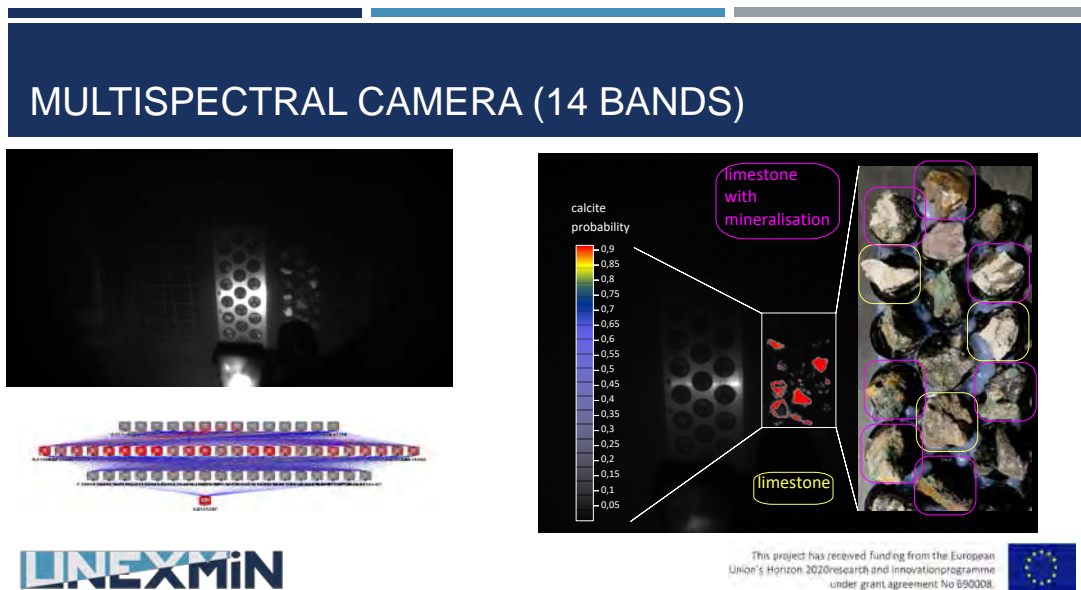 MULTISPECTRAL CAMERA (14 BANDS)
limestone
with
mineralisation
calcite
probability
0,9
0,85
0,8
0,75
0,7
0,65
0,6
0,55
0,5
0,45
0,4
0,35
0,3
0,25
0,2
0,15
0,1
0,05
limestone
UNEXMiN
This project has received funding from the European
Union's Horizon 2020research and innovationprogramme
under grant agreement No 690008.